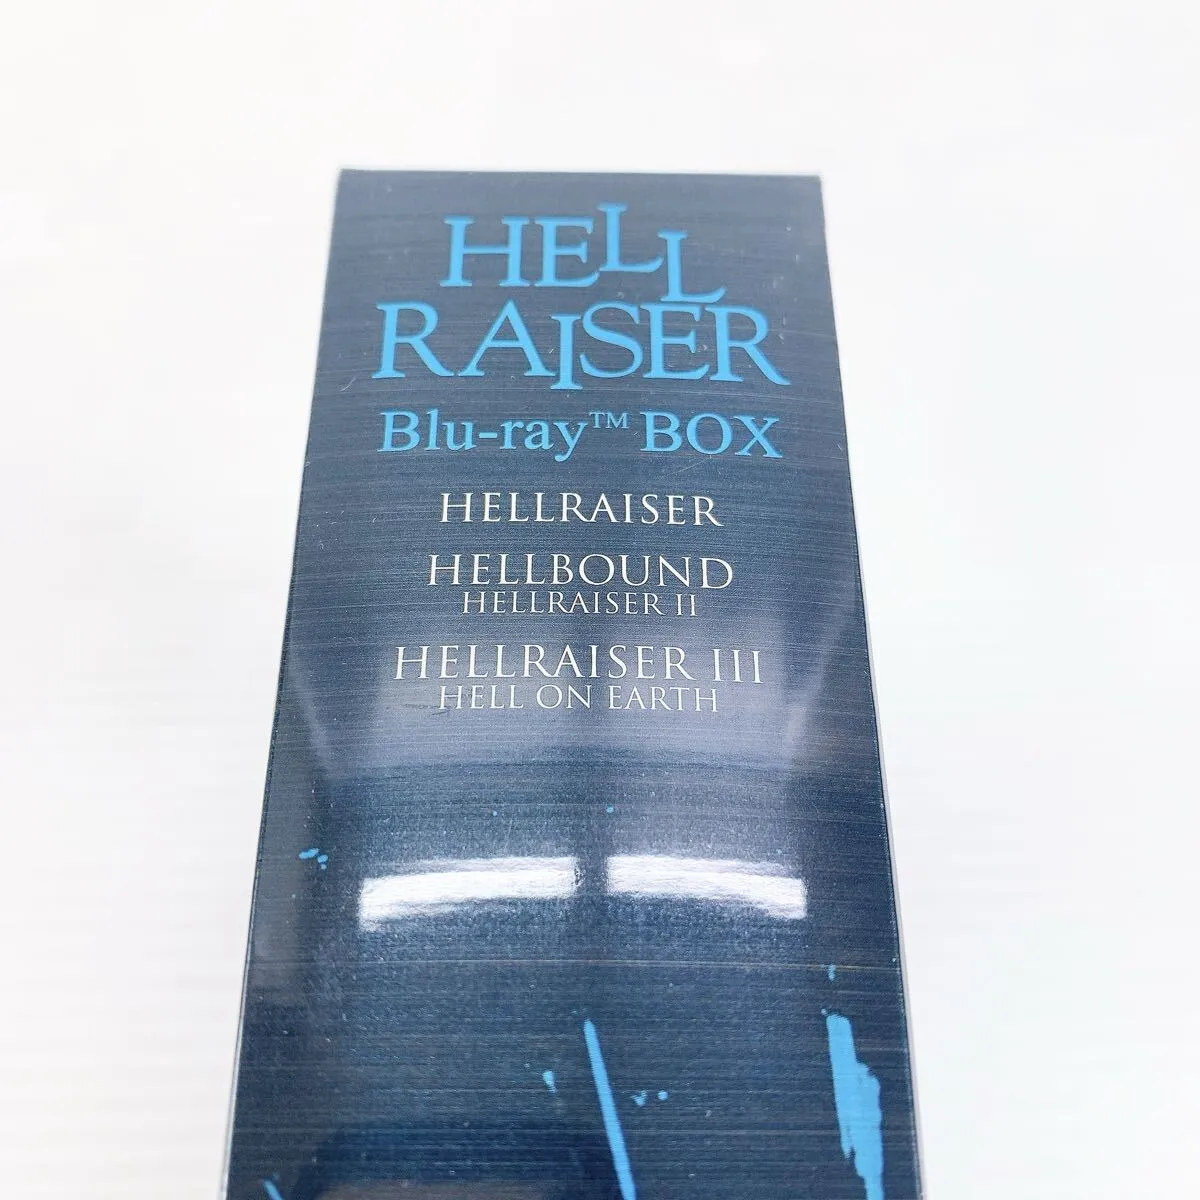 HELL
RAISER
Blu-ray™ BOX
HELLRAISER
HELLBOUND
HELLRAISER II
HELLRAISER III
HELL ON EARTH